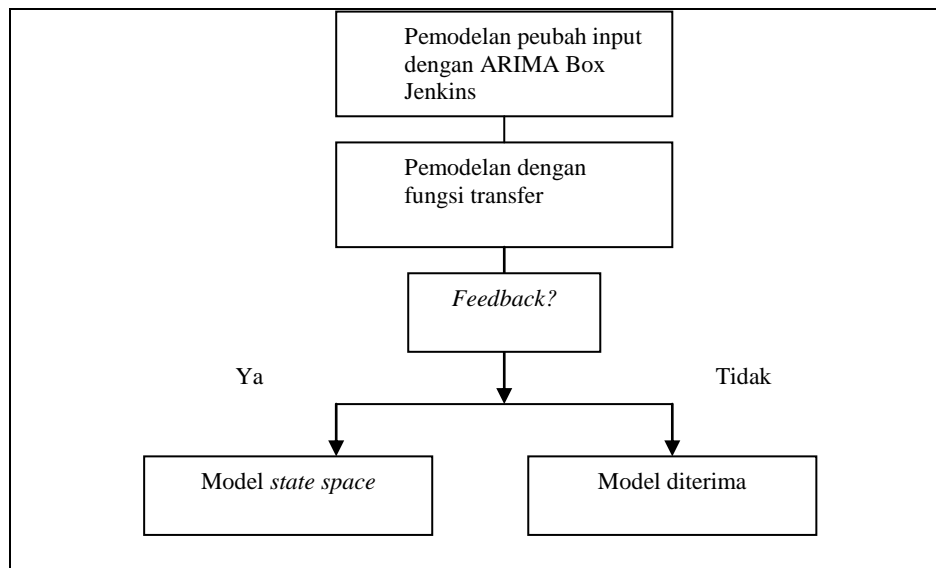 Pemodelan peubah input
dengan ARIMA Box
Jenkins
Pemodelan dengan
fungsi transfer
Feedback?
Ya
Tidak
Model state space
Model diterima